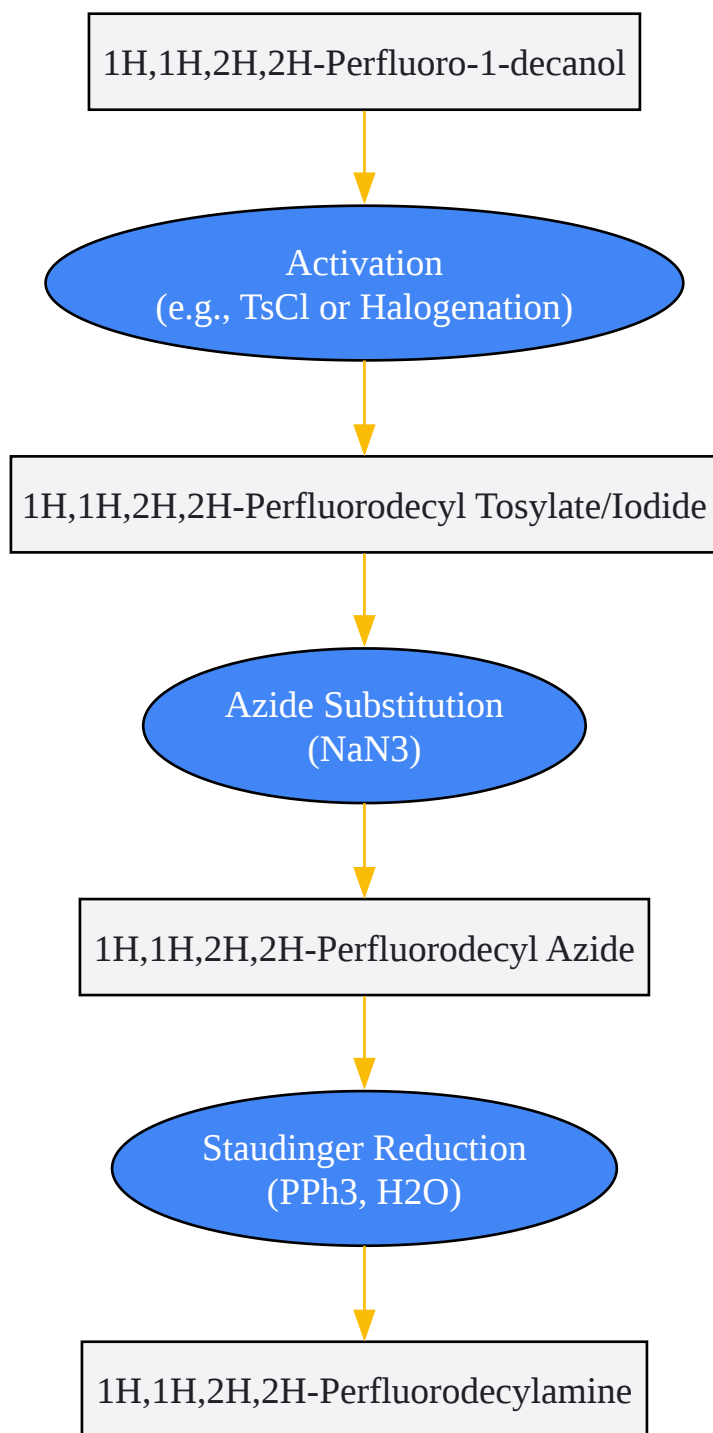 1H,1H,2H,2H-Perfluoro-1-decanol
Activation
(e.g., TsCl or Halogenation)
1H,1H,2H,2H-Perfluorodecyl Tosylate/Iodide
Azide Substitution
(NaN3)
1H,1H,2H,2H-Perfluorodecyl Azide
Staudinger Reduction
(PPh3, H2O)
1H,1H,2H,2H-Perfluorodecylamine